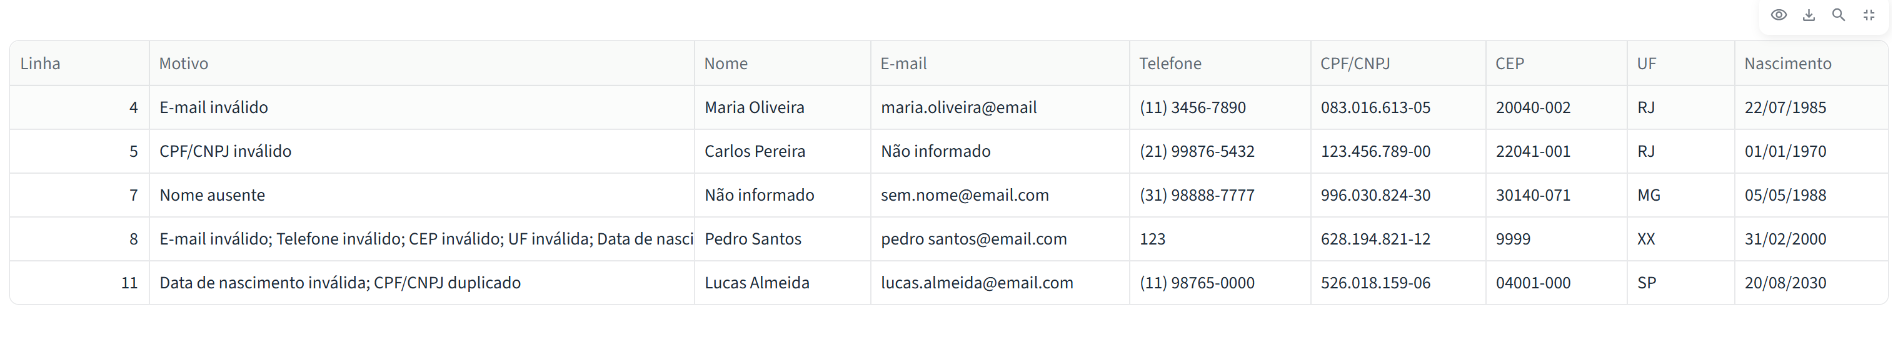 Linha Motivo Nome E-mail Telefone CPF/CNPJ CEP UF Nascimento
4 E-mail inválido Maria Oliveira maria.oliveira@email (11) 3456-7890 083.016.613-05 20040-002 RJ 22/07/1985
5 CPF/CNPJ inválido Carlos Pereira Não informado (21) 99876-5432 123.456.789-00 22041-001 RJ 01/01/1970
7 Nome ausente Não informado sem.nome@email.com (31) 98888-7777 996.030.824-30 30140-071 MG 05/05/1988
8 E-mail inválido; Telefone inválido; CEP inválido; UF inválida; Data de nasci Pedro Santos pedro santos@email.com 123 628.194.821-12 9999 XX 31/02/2000
11 Data de nascimento inválida; CPF/CNPJ duplicado Lucas Almeida lucas.almeida@email.com (11) 98765-0000 526.018.159-06 04001-000 SP 20/08/2030